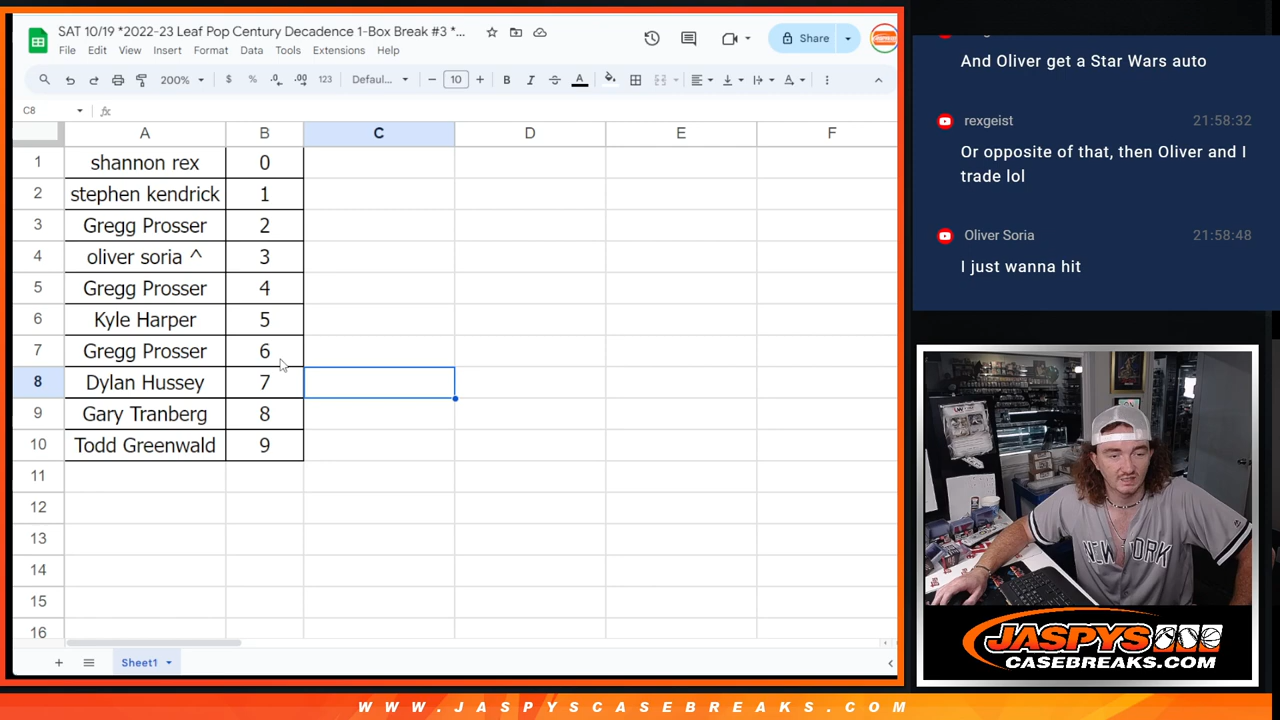 SAT 10/19 *2022-23 Leaf Pop Century Decadence 1-Box Break #3 *...
File Edit View Insert Format Data Tools Extensions Help
Share
200% $ % .0 .00 123 Defaul... 10 B I A
C8 fx
A B C D E F
1 shannon rex 0
2 stephen kendrick 1
3 Gregg Prosser 2
4 oliver soria ^ 3
5 Gregg Prosser 4
6 Kyle Harper 5
7 Gregg Prosser 6
8 Dylan Hussey 7
9 Gary Tranberg 8
10 Todd Greenwald 9
11
12
13
14
15
16
Sheet1
And Oliver get a Star Wars auto
rexgeist 21:58:32
Or opposite of that, then Oliver and I
trade lol
Oliver Soria 21:58:48
I just wanna hit
NEW YORK
JASPYS
CASEBREAKS.COM
WWW.JASPYSCASEBREAKS.COM